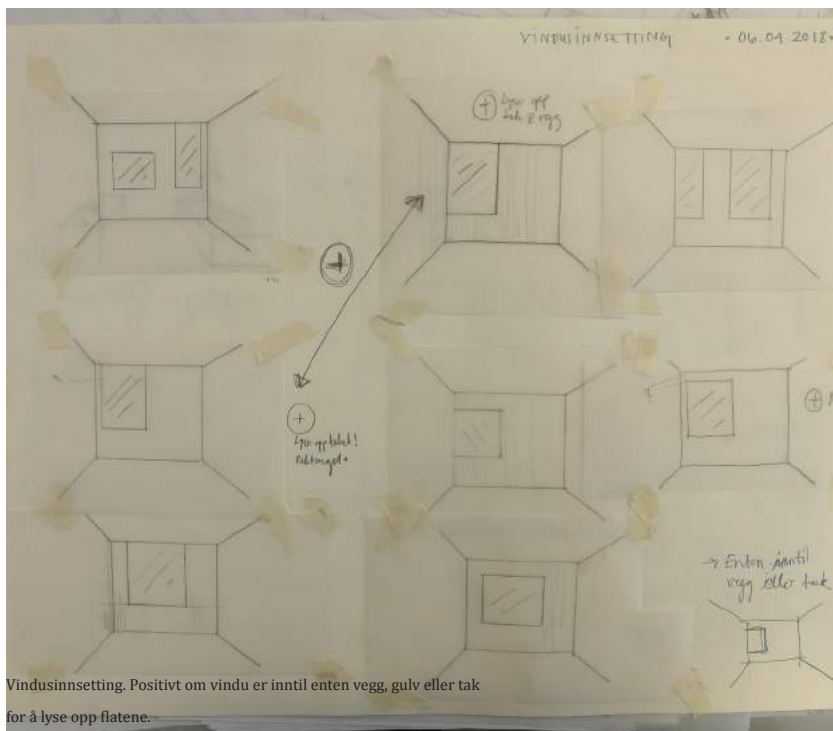 VINDUSINNSETTING • 06.04.2018 •
+ Lyse opp
tak & vegg
+
+
Lyse opp taket!
+
→ Enten inntil
vegg eller tak
Vindusinnsetting. Positivt om vindu er inntil enten vegg, gulv eller tak
for å lyse opp flatene.